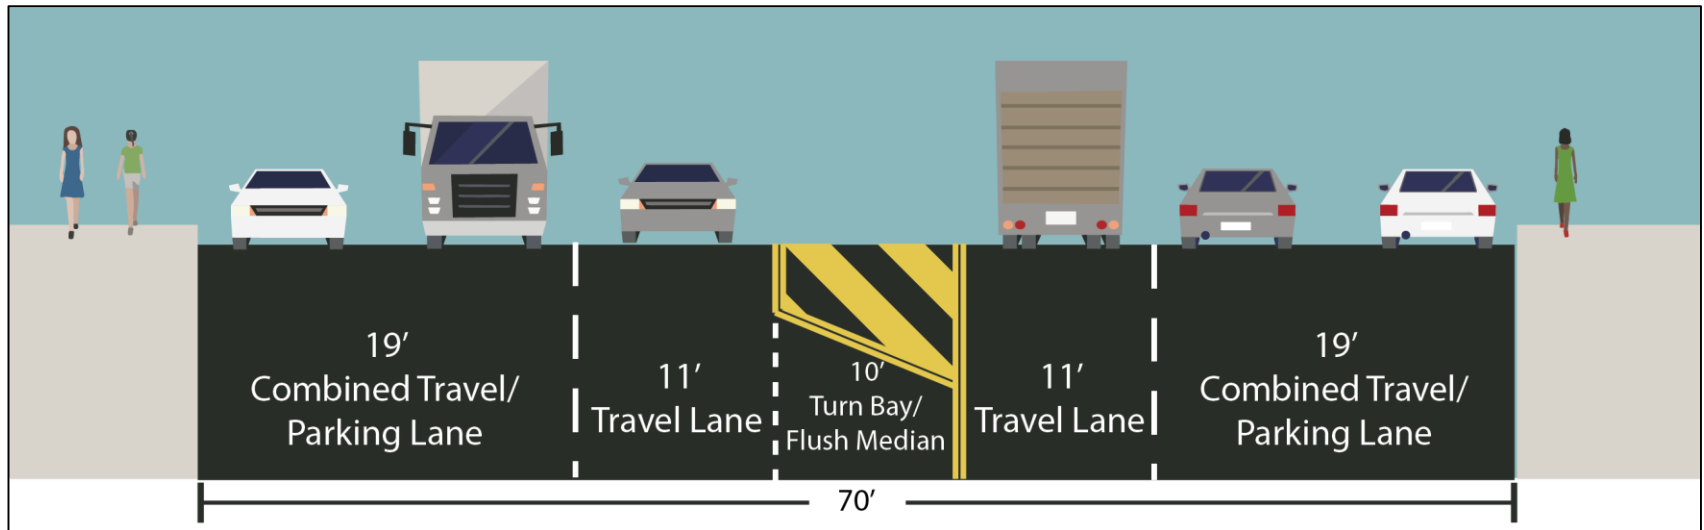 19’
Combined Travel/
Parking Lane
11’
Travel Lane
10’
Turn Bay/
Flush Median
11’
Travel Lane
19’
Combined Travel/
Parking Lane
70’